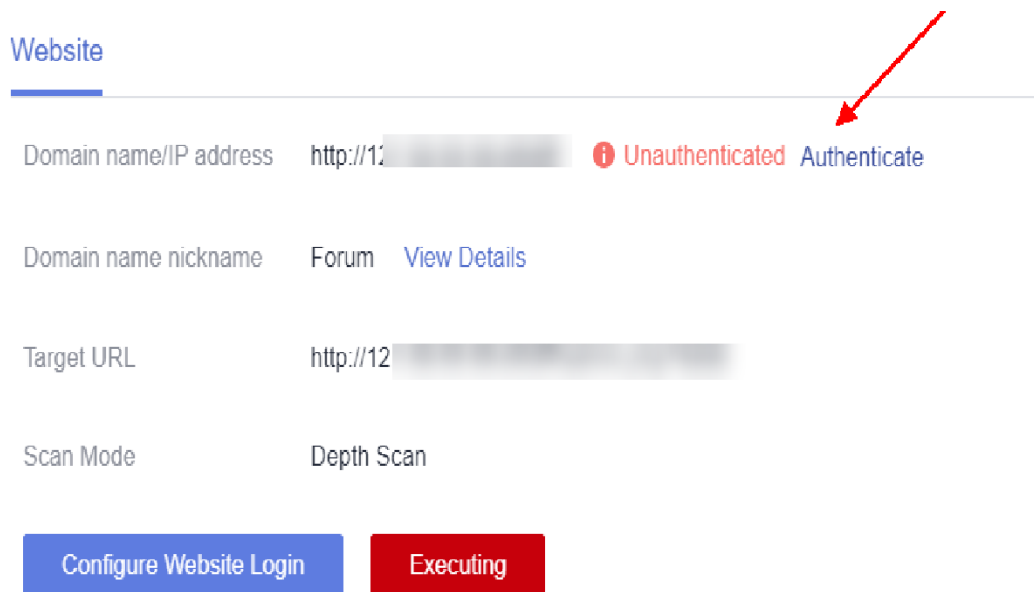 Website
Domain name/IP address http://12 Unauthenticated Authenticate
Domain name nickname Forum View Details
Target URL http://12
Scan Mode Depth Scan
Configure Website Login Executing